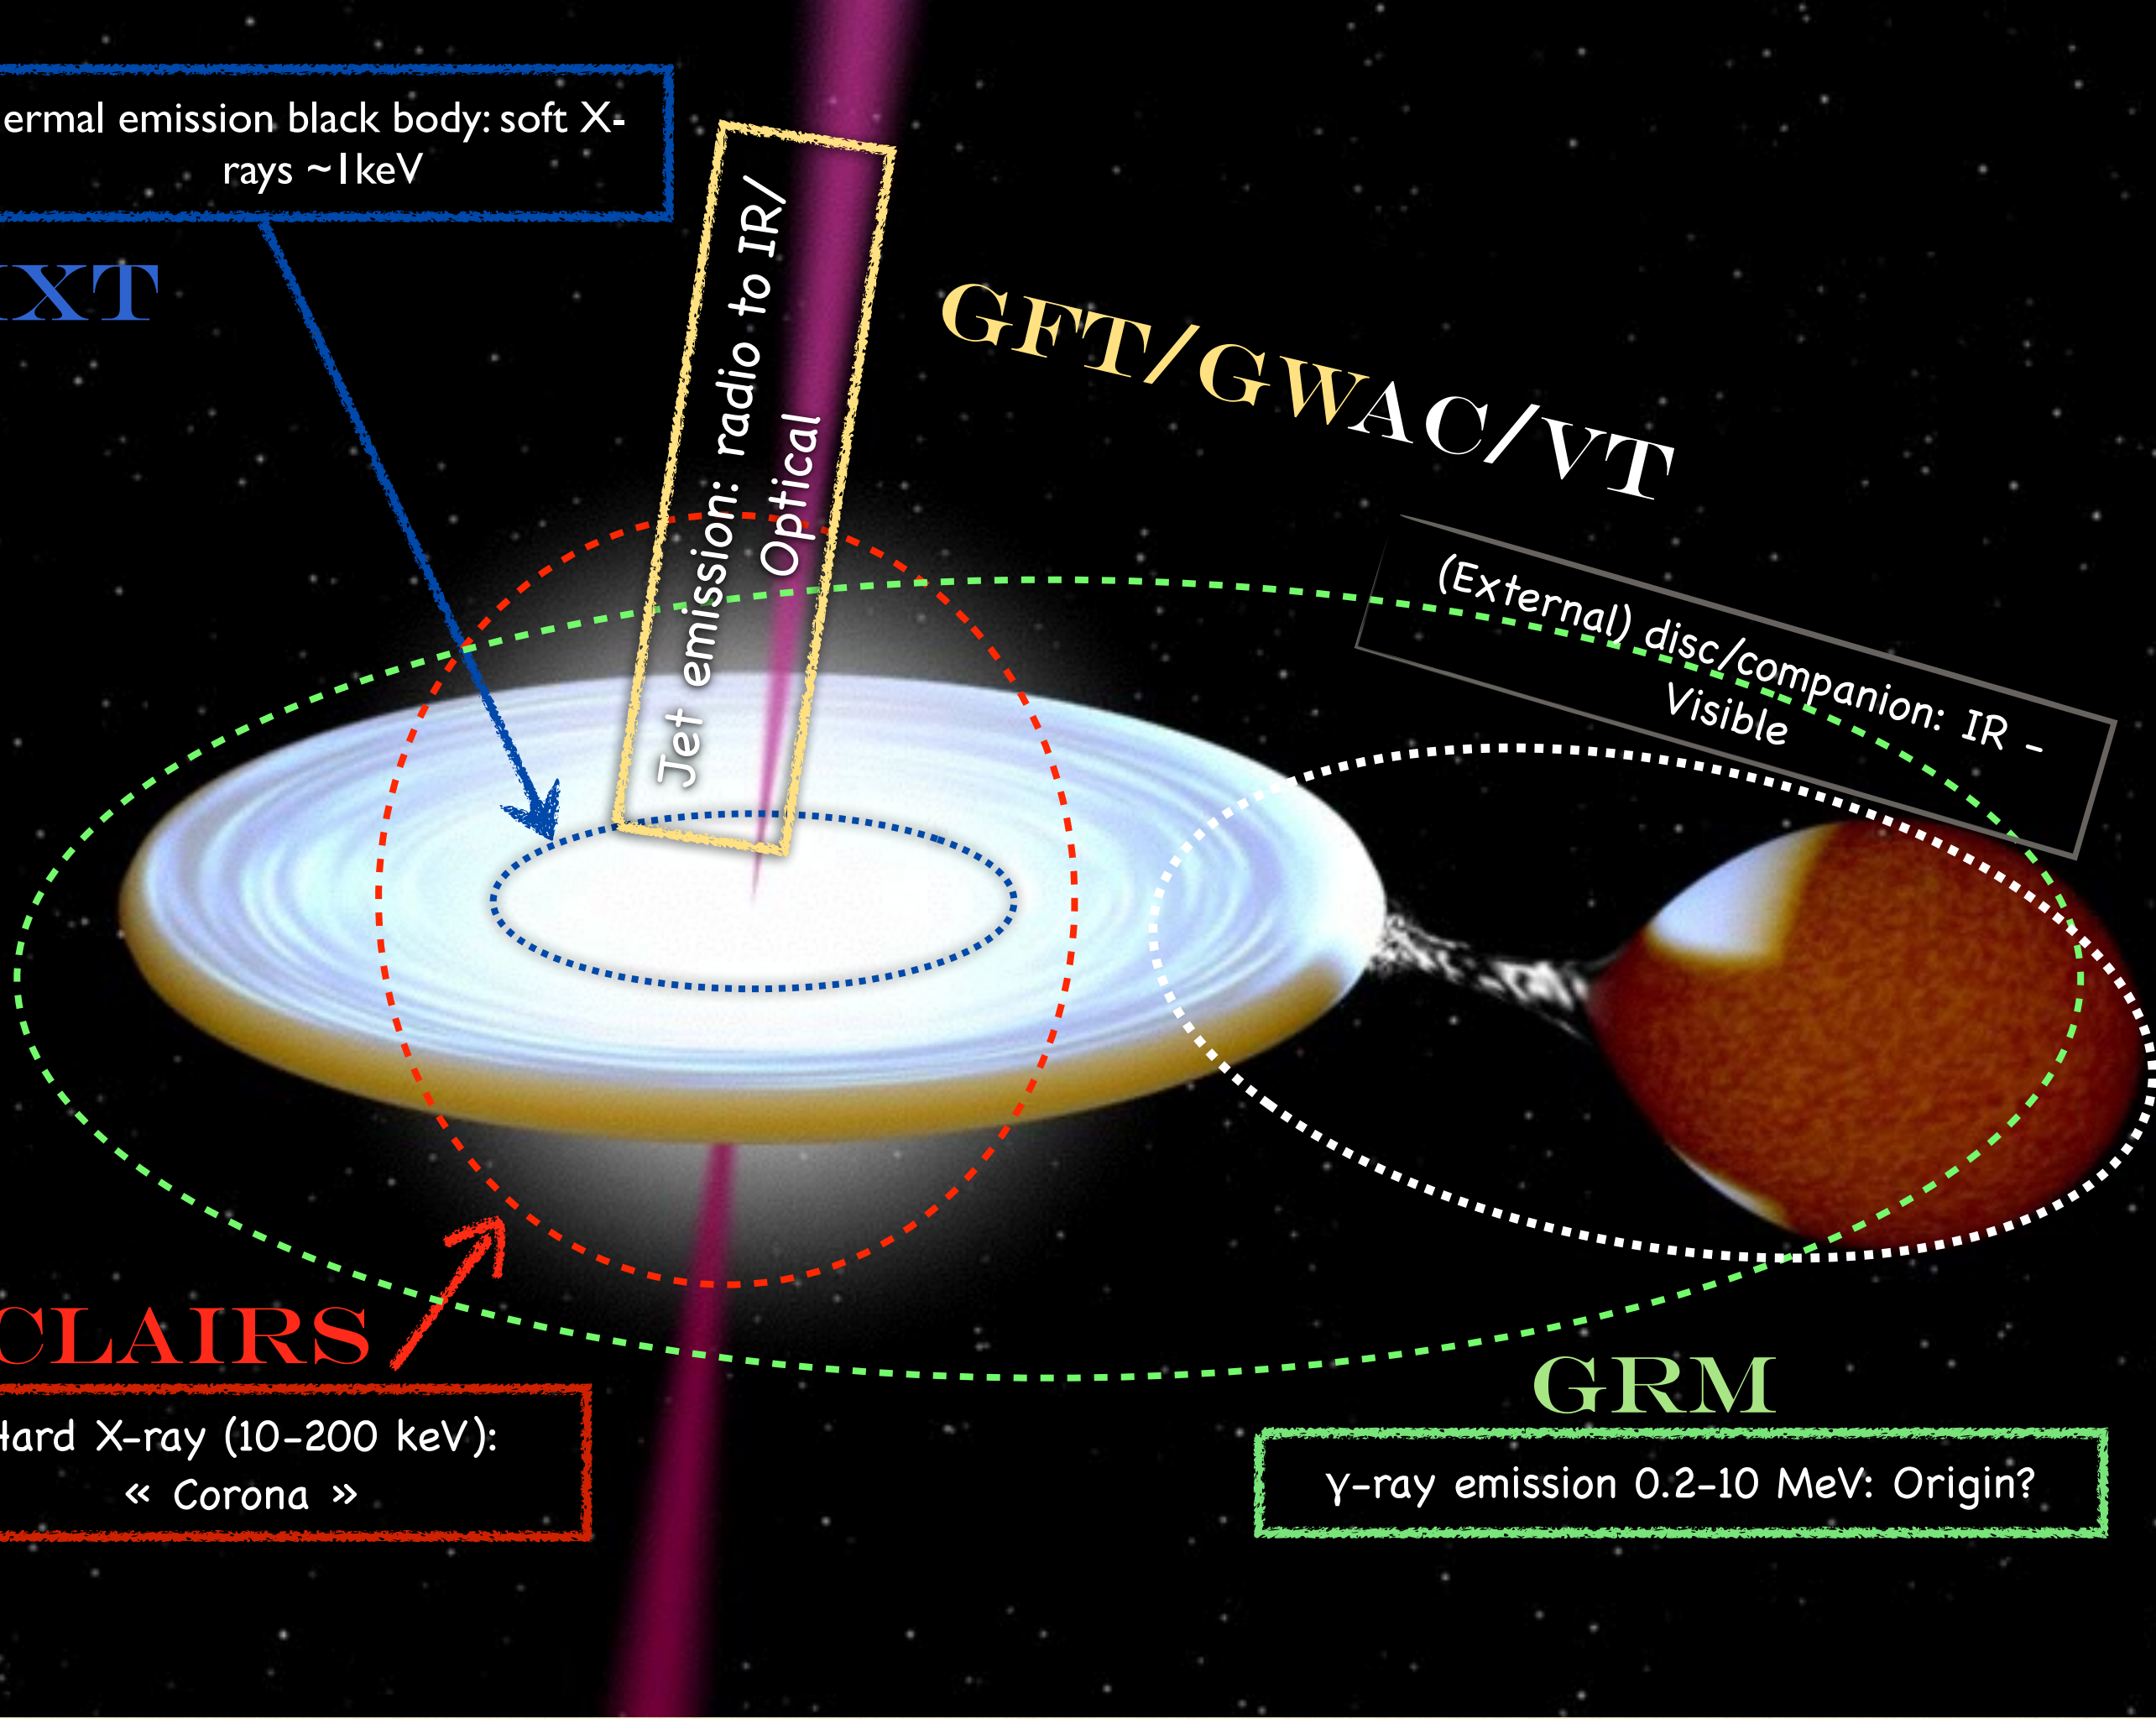 ermal emission black body: soft X-
rays ~1keV
XT
Jet emission: radio to IR/
Optical
GFT/GWAC/VT
(External) disc/companion: IR -
Visible
CLAIRS
Hard X-ray (10-200 keV):
« Corona »
GRM
γ-ray emission 0.2-10 MeV: Origin?